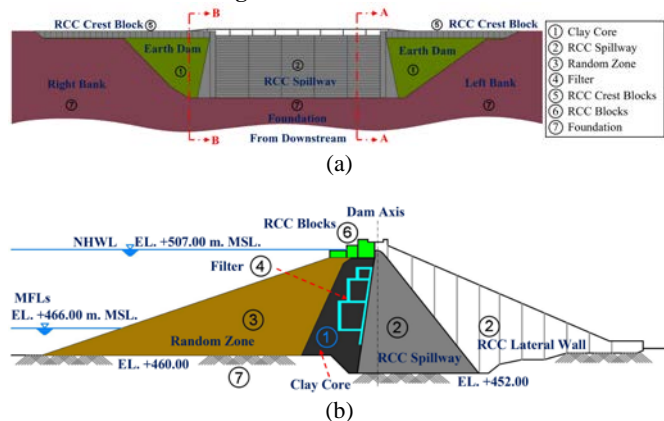 B
A
RCC Crest Block ⑤
⑤ RCC Crest Block
Earth Dam
①
②
RCC Spillway
Earth Dam
①
Right Bank
⑦
Left Bank
⑦
⑦
Foundation
B
A
From Downstream
① Clay Core
② RCC Spillway
③ Random Zone
④ Filter
⑤ RCC Crest Blocks
⑥ RCC Blocks
⑦ Foundation
(a)
Dam Axis
RCC Blocks
⑥
NHWL EL. +507.00 m. MSL.
Filter ④
MFLs
EL. +466.00 m. MSL.
③
Random Zone
①
②
RCC Spillway
②
RCC Lateral Wall
EL. +460.00
⑦
Clay Core
EL. +452.00
(b)